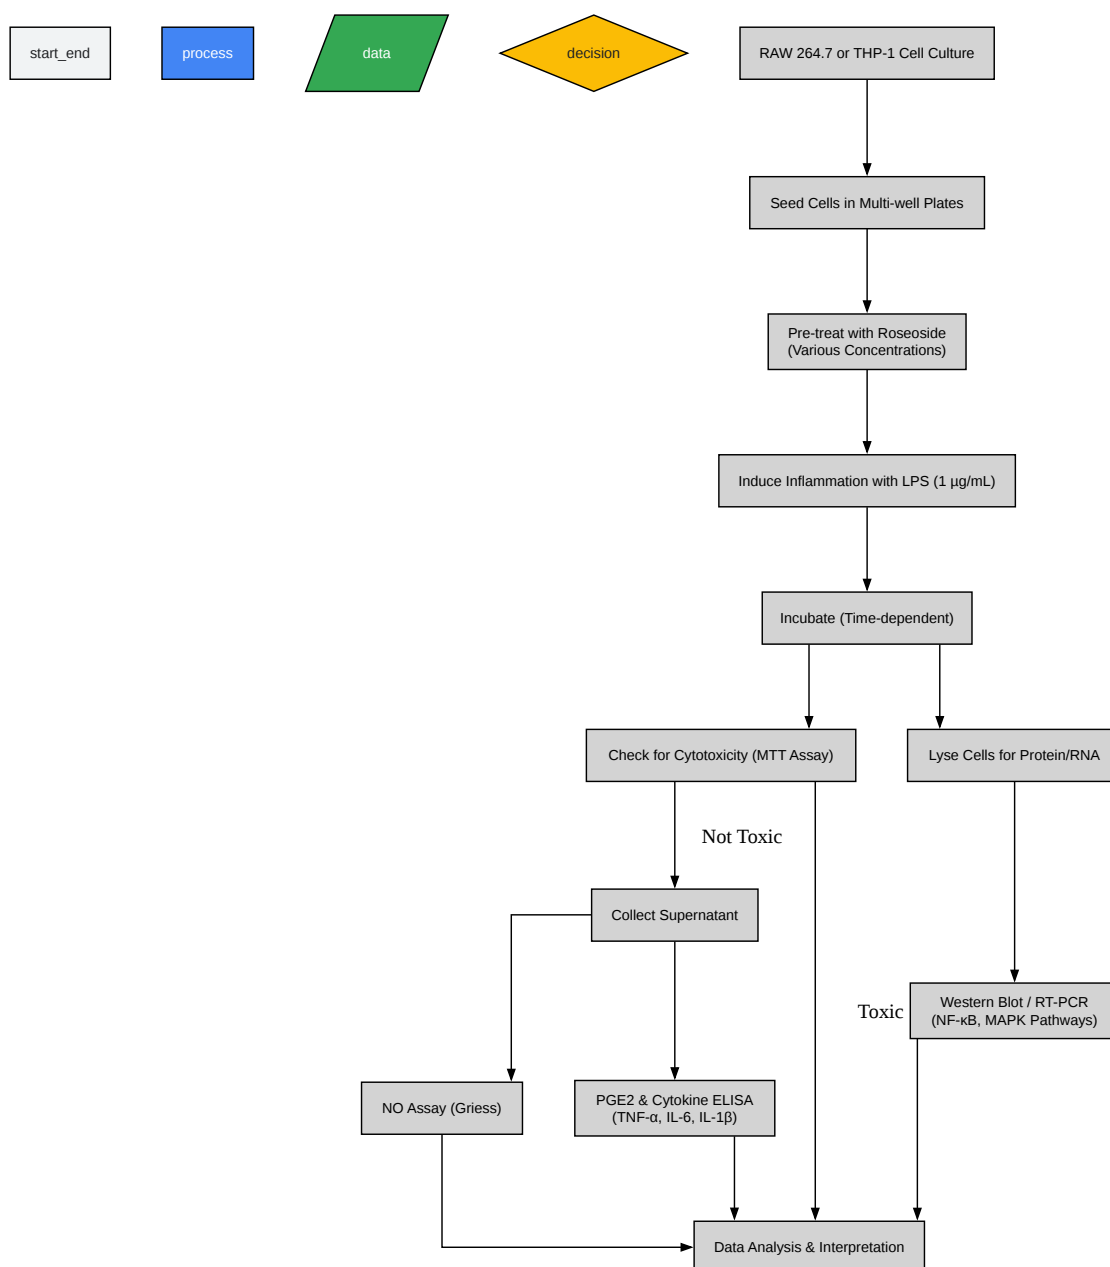 start_end
process
data
decision
RAW 264.7 or THP-1 Cell Culture
Seed Cells in Multi-well Plates
Pre-treat with Roseoside
(Various Concentrations)
Induce Inflammation with LPS (1 µg/mL)
Incubate (Time-dependent)
Check for Cytotoxicity (MTT Assay)
Lyse Cells for Protein/RNA
Not Toxic
Collect Supernatant
Toxic
Western Blot / RT-PCR
(NF-κB, MAPK Pathways)
NO Assay (Griess)
PGE2 & Cytokine ELISA
(TNF-α, IL-6, IL-1β)
Data Analysis & Interpretation